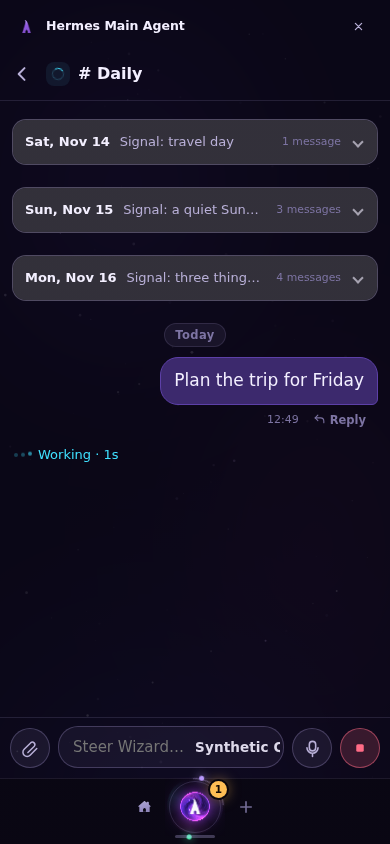 Hermes Main Agent
# Daily
Sat, Nov 14 Signal: travel day 1 message
Sun, Nov 15 Signal: a quiet Sun... 3 messages
Mon, Nov 16 Signal: three thing... 4 messages
Today
Plan the trip for Friday
12:49 Reply
Working · 1s
Steer Wizard... Synthetic
1